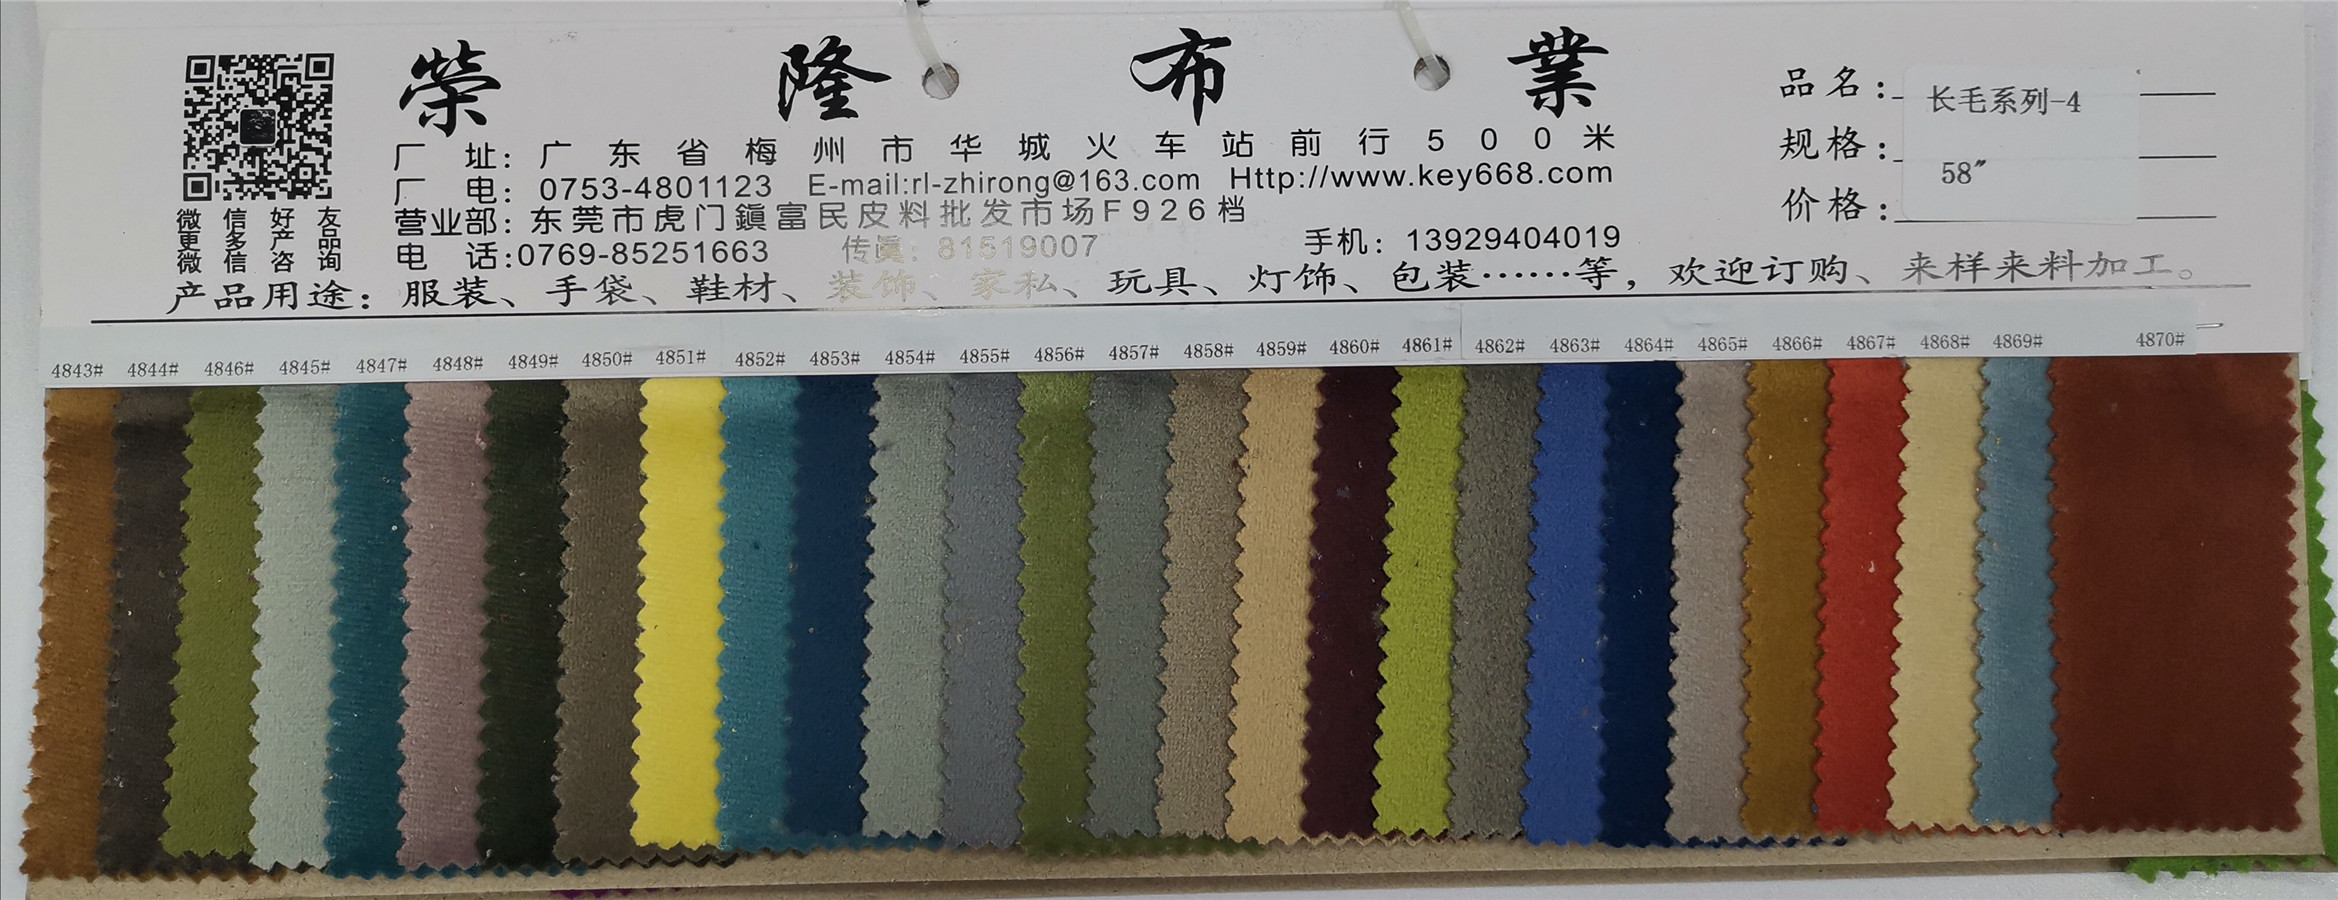 榮隆布業
厂址：广东省梅州市华城火车站前行500米
厂电：0753-4801123 E-mail:rl-zhirong@163.com Http://www.key668.com
营业部：东莞市虎门鎮富民皮料批发市场F926档
电话:0769-85251663 传眞：81519007 手机：13929404019
产品用途：服装、手袋、鞋材、装饰、家私、玩具、灯饰、包装……等，欢迎订购、来样来料加工。
微信好友
更多产品
微信咨询
品名：长毛系列-4
规格：58″
价格：
4843# 4844# 4846# 4845# 4847# 4848# 4849# 4850# 4851# 4852# 4853# 4854# 4855# 4856# 4857# 4858# 4859# 4860# 4861# 4862# 4863# 4864# 4865# 4866# 4867# 4868# 4869# 4870#